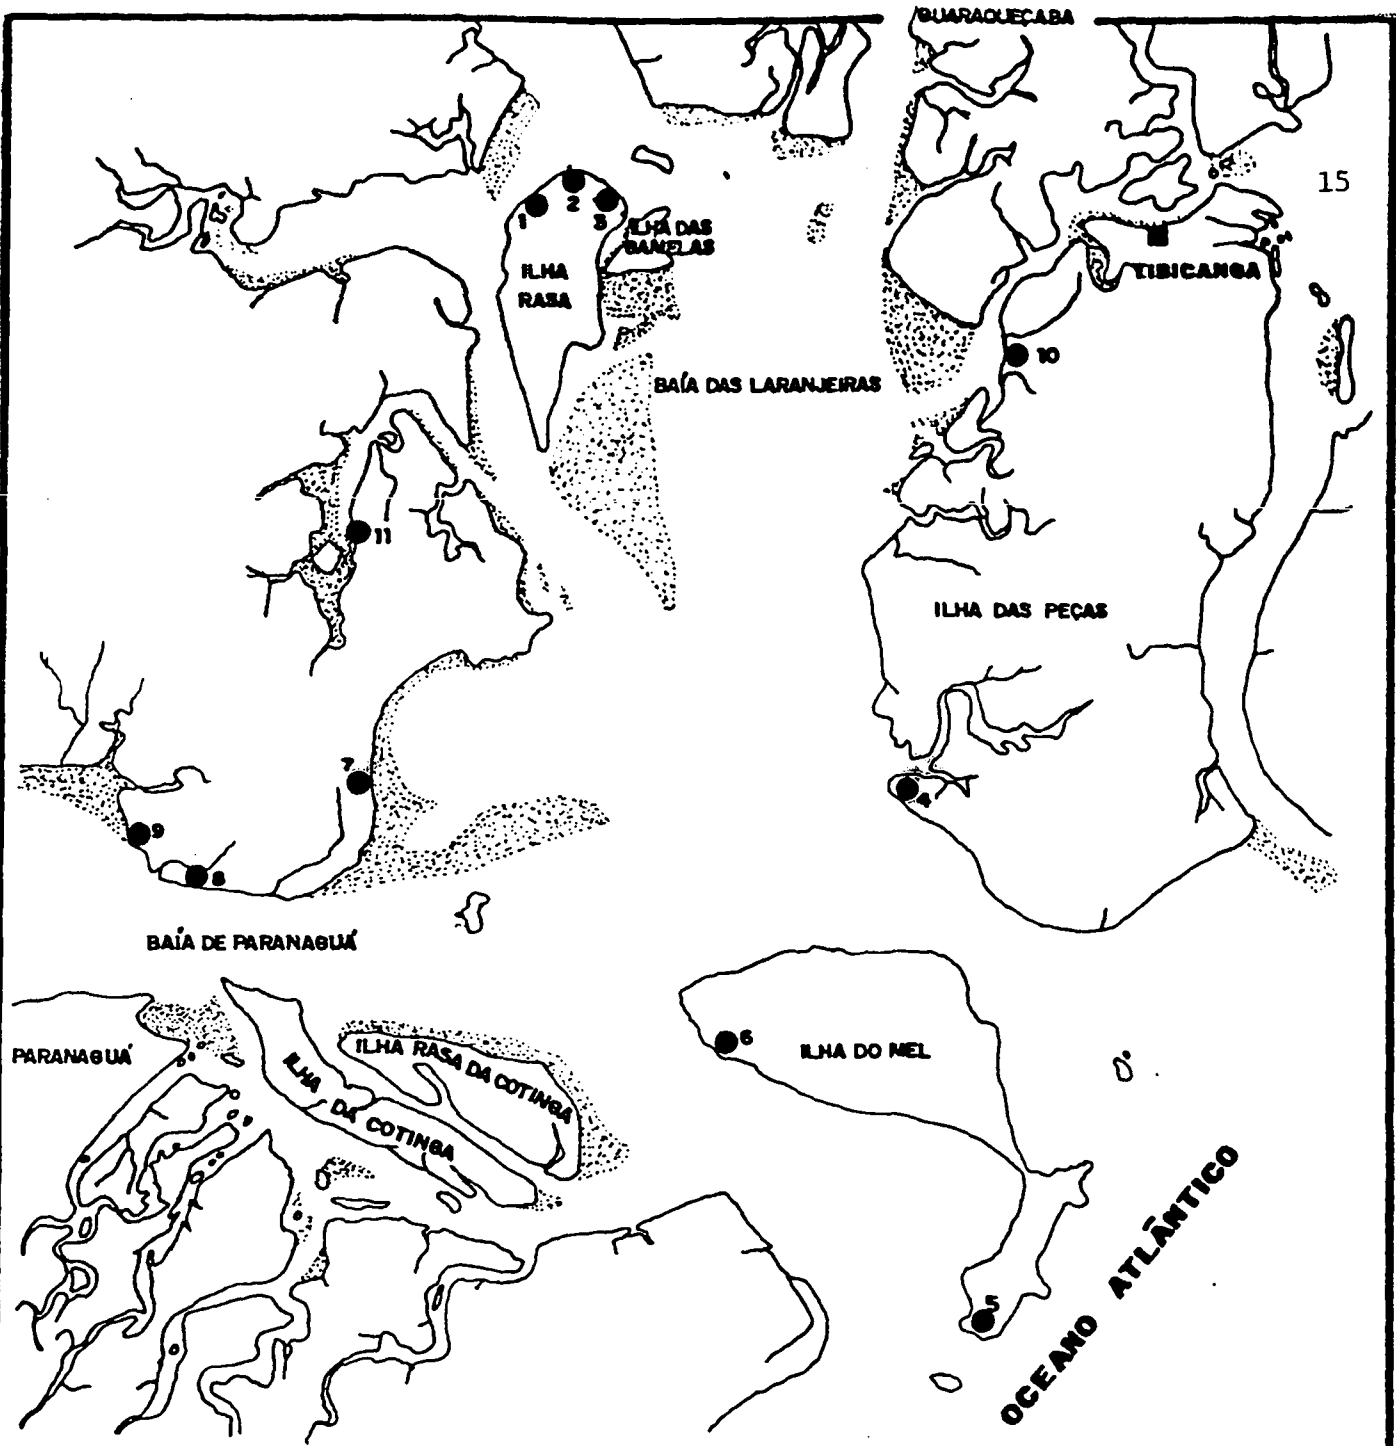 GUARAQUEÇABA
15
1
2
3
ILHA DAS
GAMELAS
ILHA
RASA
TIBICANGA
10
BAÍA DAS LARANJEIRAS
11
ILHA DAS PEÇAS
7
4
9
8
BAÍA DE PARANAGUÁ
PARANAGUÁ
ILHA RASA DA COTINGA
ILHA DA COTINGA
6
ILHA DO MEL
5
OCEANO ATLÂNTICO